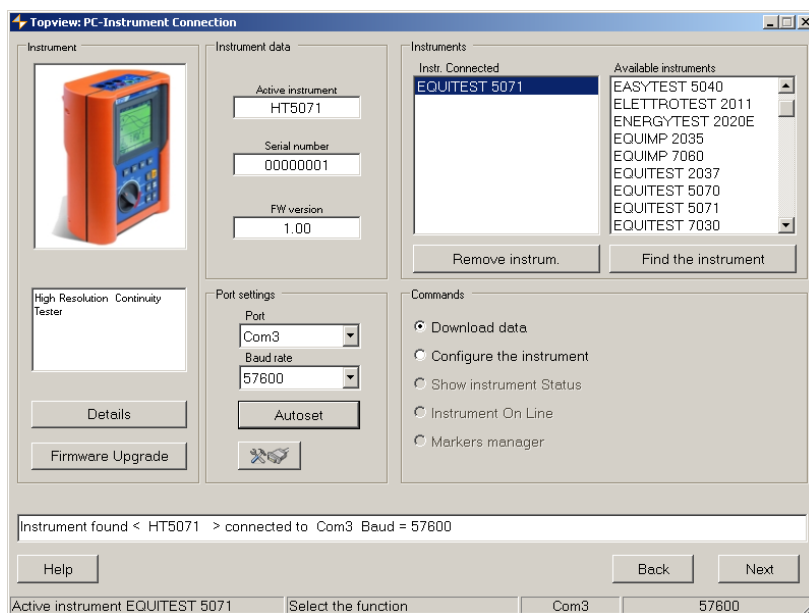 Topview: PC-Instrument Connection
Instrument
High Resolution Continuity
Tester
Details
Firmware Upgrade
Instrument data
Active instrument
HT5071
Serial number
00000001
FW version
1.00
Port settings
Port
Com3
Baud rate
57600
Autoset
Instruments
Instr. Connected
EQUITEST 5071
Remove instrum.
Available instruments
EASYTEST 5040
ELETTROTEST 2011
ENERGYTEST 2020E
EQUIMP 2035
EQUIMP 7060
EQUITEST 2037
EQUITEST 5070
EQUITEST 5071
EQUITEST 7030
Find the instrument
Commands
Download data
Configure the instrument
Show instrument Status
Instrument On Line
Markers manager
Instrument found < HT5071 > connected to Com3 Baud = 57600
Help
Back
Next
Active instrument EQUITEST 5071
Select the function
Com3
57600